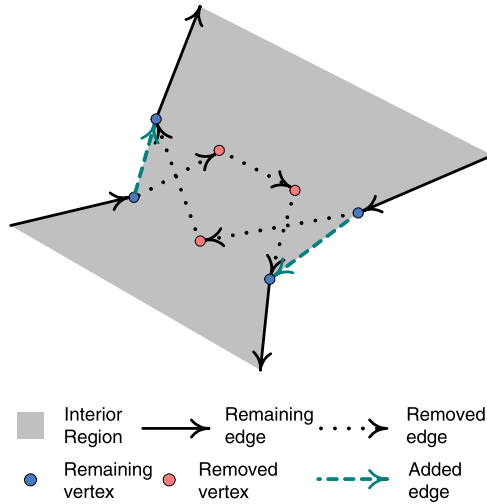 Interior
Region
Remaining
edge
Removed
edge
Remaining
vertex
Removed
vertex
Added
edge